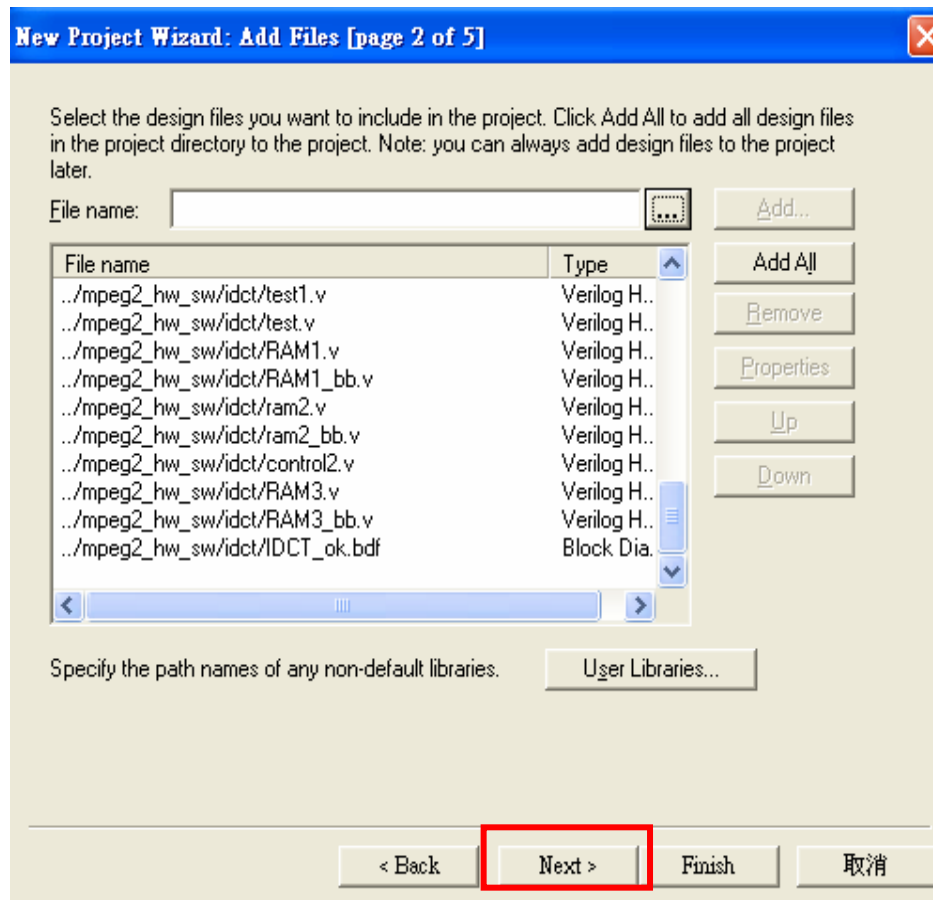 New Project Wizard: Add Files [page 2 of 5]
Select the design files you want to include in the project. Click Add All to add all design files
in the project directory to the project. Note: you can always add design files to the project
later.
File name: ... Add...
File name Type Add All
../mpeg2_hw_sw/idct/test1.v Verilog H..
../mpeg2_hw_sw/idct/test.v Verilog H.. Remove
../mpeg2_hw_sw/idct/RAM1.v Verilog H..
../mpeg2_hw_sw/idct/RAM1_bb.v Verilog H.. Properties
../mpeg2_hw_sw/idct/ram2.v Verilog H..
../mpeg2_hw_sw/idct/ram2_bb.v Verilog H.. Up
../mpeg2_hw_sw/idct/control2.v Verilog H..
../mpeg2_hw_sw/idct/RAM3.v Verilog H.. Down
../mpeg2_hw_sw/idct/RAM3_bb.v Verilog H..
../mpeg2_hw_sw/idct/IDCT_ok.bdf Block Dia.
Specify the path names of any non-default libraries. User Libraries...
< Back Next > Finish 取消